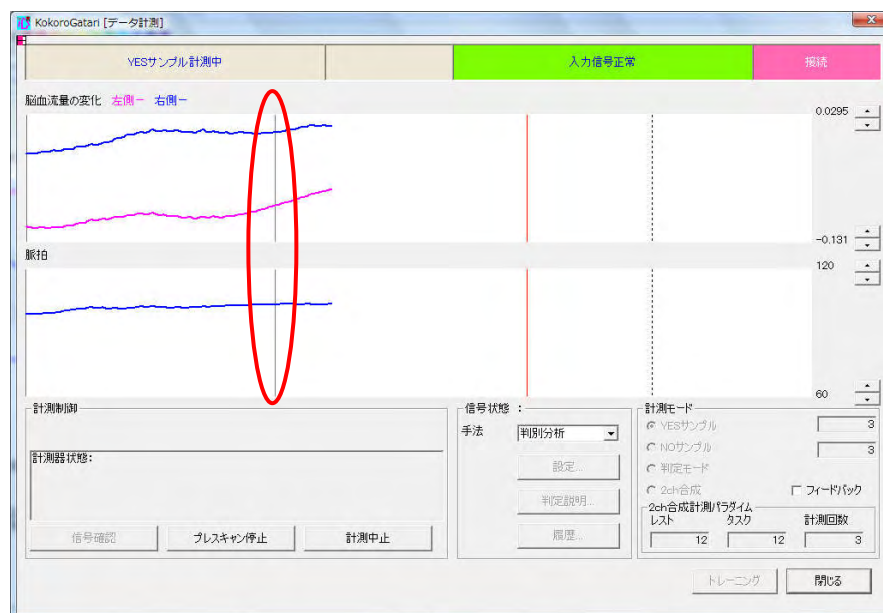 KokoroGatari [データ計測]
YESサンプル計測中
入力信号正常
接続
脳血流量の変化 左側ー 右側ー
0.0295
-0.131
脈拍
120
60
計測制御
計測器状態:
信号確認
プレスキャン停止
計測中止
信号状態 :
手法
判別分析
設定...
判定説明...
履歴...
計測モード
YESサンプル 3
NOサンプル 3
判定モード
2ch合成
フィードバック
2ch合成計測パラダイム
レスト タスク 計測回数
12 12 3
トレーニング
閉じる